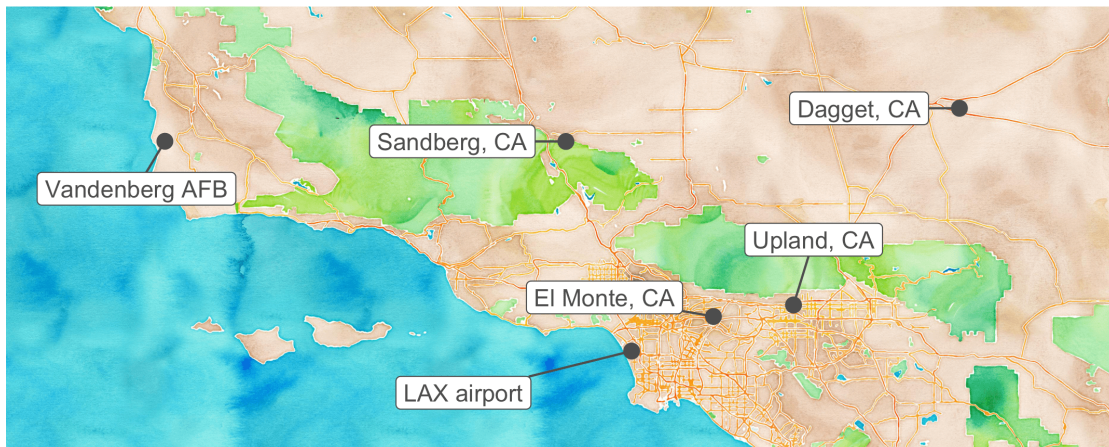 Dagget, CA
Sandberg, CA
Vandenberg AFB
Upland, CA
El Monte, CA
LAX airport